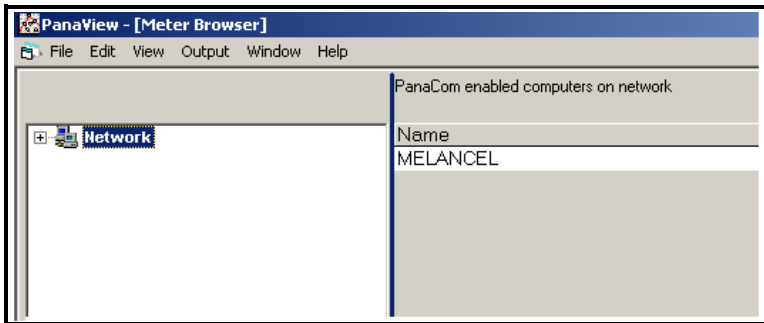 PanaView - [Meter Browser]
File Edit View Output Window Help
PanaCom enabled computers on network
Network
Name
MELANCEL